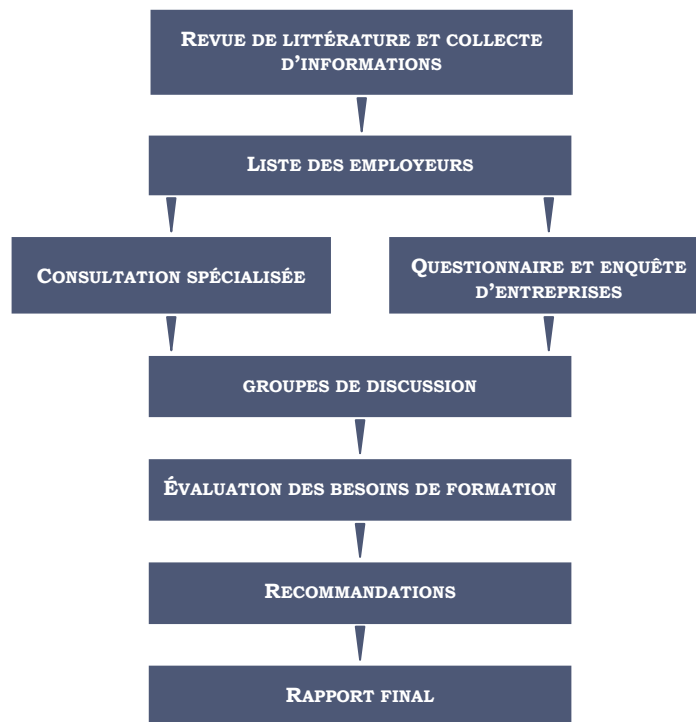 REVUE DE LITTÉRATURE ET COLLECTE
D’INFORMATIONS
LISTE DES EMPLOYEURS
CONSULTATION SPÉCIALISÉE
QUESTIONNAIRE ET ENQUÊTE
D’ENTREPRISES
GROUPES DE DISCUSSION
ÉVALUATION DES BESOINS DE FORMATION
RECOMMANDATIONS
RAPPORT FINAL